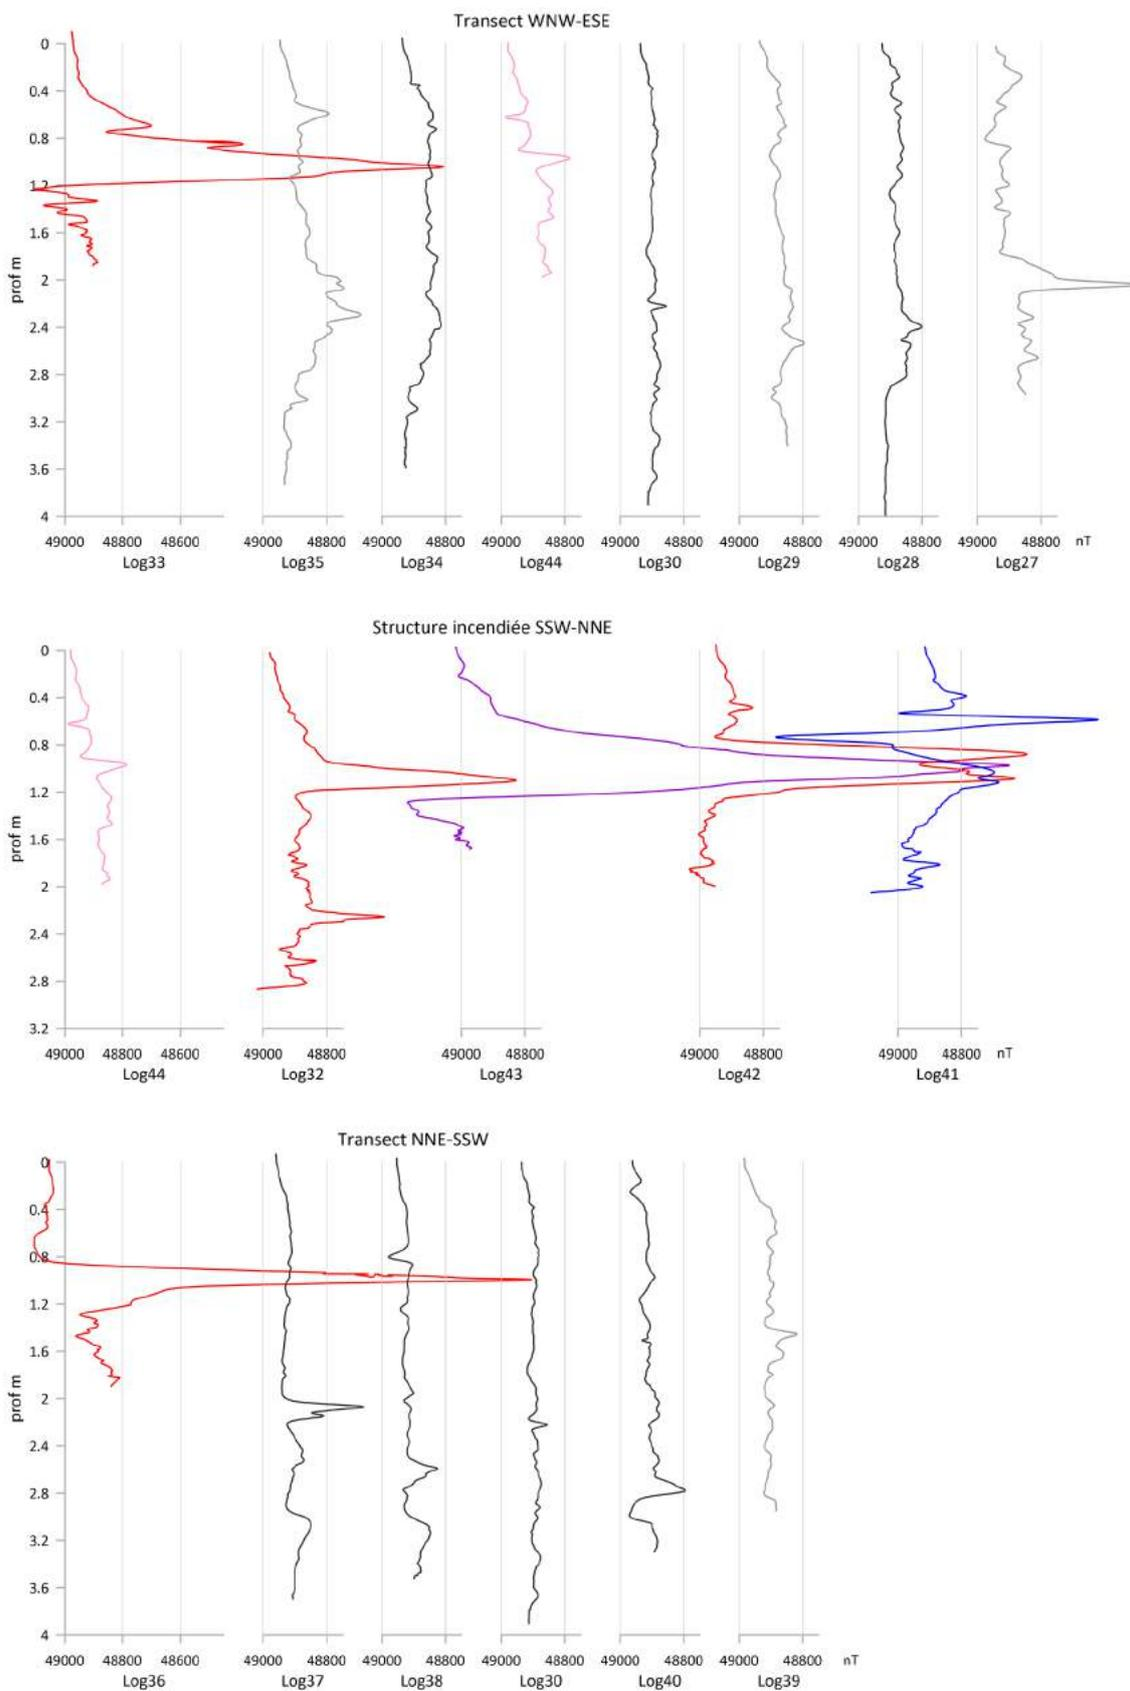 Transect WNW-ESE
0
0.4
0.8
1.2
1.6
2
2.4
2.8
3.2
3.6
4
prof m
49000 48800 48600 49000 48800 49000 48800 49000 48800 49000 48800 49000 48800 49000 48800 49000 48800 nT
Log33 Log35 Log34 Log44 Log30 Log29 Log28 Log27
Structure incendiée SSW-NNE
0
0.4
0.8
1.2
1.6
2
2.4
2.8
3.2
prof m
49000 48800 48600 49000 48800 49000 48800 49000 48800 49000 48800 nT
Log44 Log32 Log43 Log42 Log41
Transect NNE-SSW
0
0.4
0.8
1.2
1.6
2
2.4
2.8
3.2
3.6
4
prof m
49000 48800 48600 49000 48800 49000 48800 49000 48800 49000 48800 49000 48800 nT
Log36 Log37 Log38 Log30 Log40 Log39